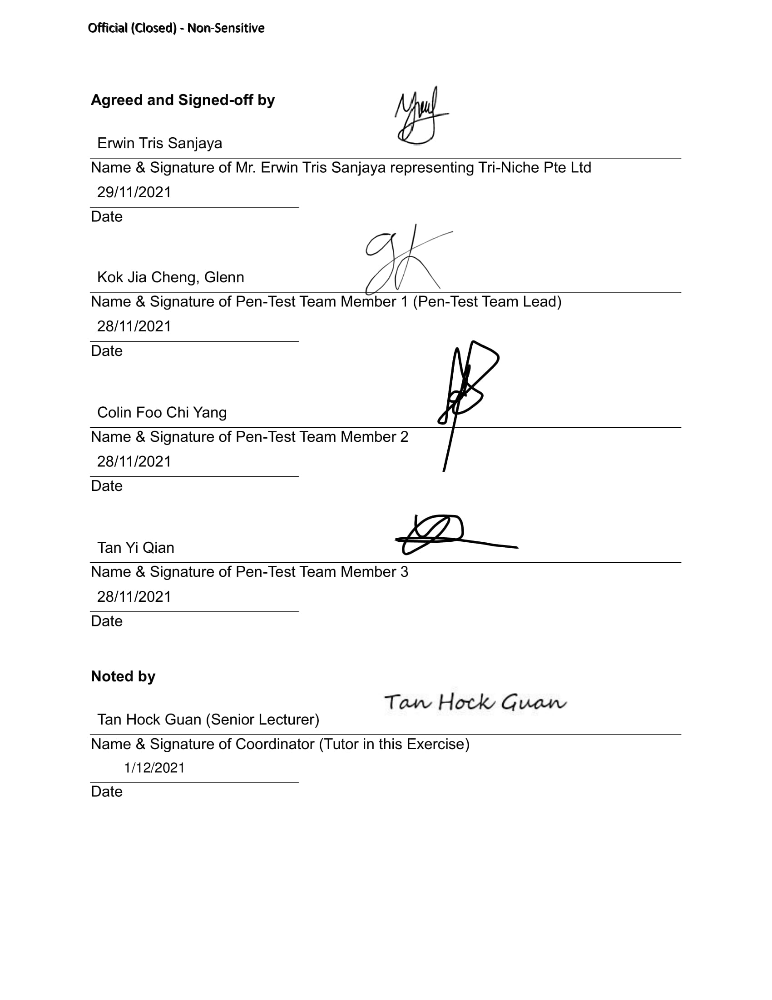 Official (Closed) - Non-Sensitive
Agreed and Signed-off by
Erwin Tris Sanjaya
Name & Signature of Mr. Erwin Tris Sanjaya representing Tri-Niche Pte Ltd
29/11/2021
Date
Kok Jia Cheng, Glenn
Name & Signature of Pen-Test Team Member 1 (Pen-Test Team Lead)
28/11/2021
Date
Colin Foo Chi Yang
Name & Signature of Pen-Test Team Member 2
28/11/2021
Date
Tan Yi Qian
Name & Signature of Pen-Test Team Member 3
28/11/2021
Date
Noted by
Tan Hock Guan
Tan Hock Guan (Senior Lecturer)
Name & Signature of Coordinator (Tutor in this Exercise)
1/12/2021
Date